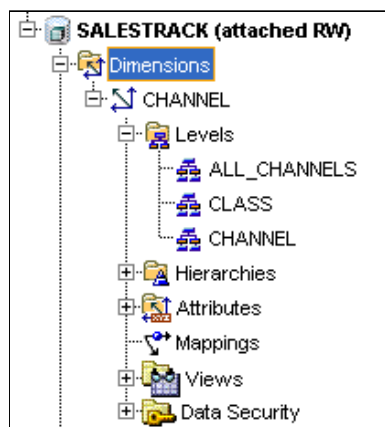 SALESTRACK (attached RW)
Dimensions
CHANNEL
Levels
ALL_CHANNELS
CLASS
CHANNEL
Hierarchies
Attributes
Mappings
Views
Data Security